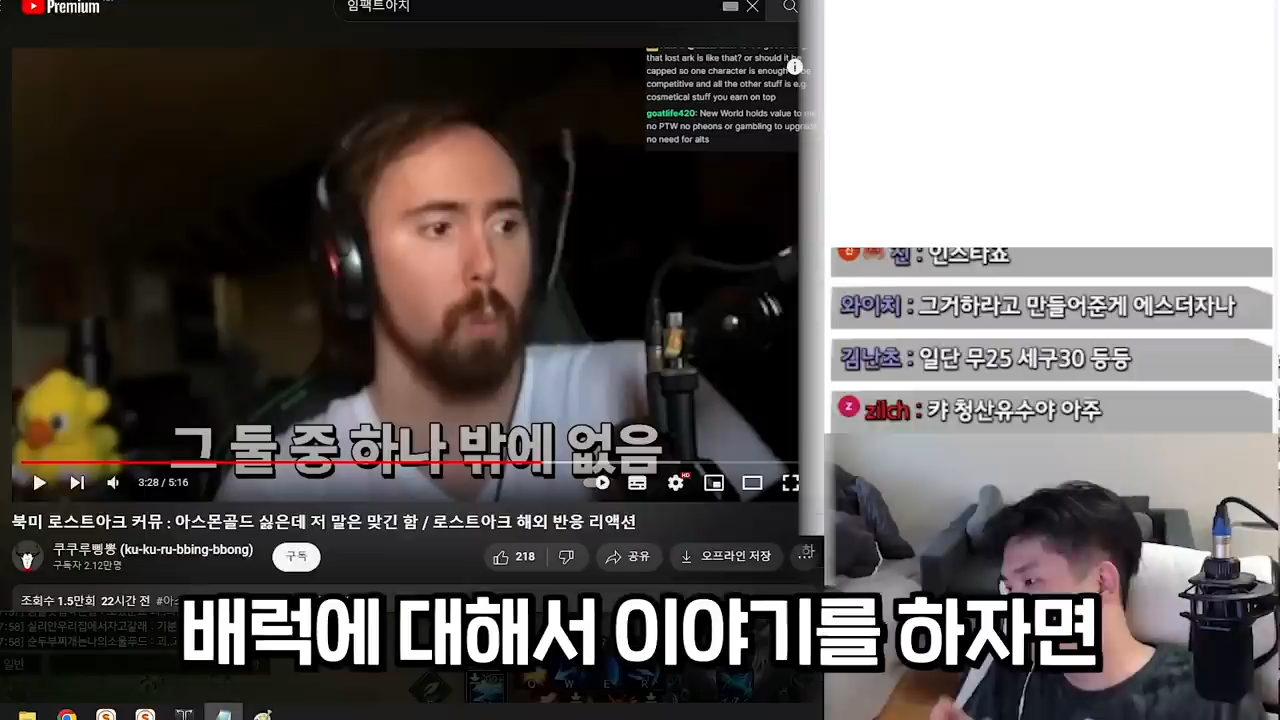 Premium
임팩트아치
that lost ark is like that? or should it be
capped so one character is enough to be
competitive and all the other stuff is e.g.
cosmetical stuff you earn on top
goatlife420: New World holds value to me
no PTW no pheons or gambling to upgrade
no need for alts
그 둘 중 하나 밖에 없음
3:28 / 5:16
HD
북미 로스트아크 커뮤 : 아스몬골드 싫은데 저 말은 맞긴 함 / 로스트아크 해외 반응 리액션
쿠쿠루삥뽕 (ku-ku-ru-bbing-bbong)
구독자 2.12만명
구독
218
공유
오프라인 저장
조회수 1.5만회 22시간 전
: 인스타죠
와이치 : 그거하라고 만들어준게 에스더자나
김난초 : 일단 무25 세구30 등등
zilch : 캬 청산유수야 아주
배럭에 대해서 이야기를 하자면
일반